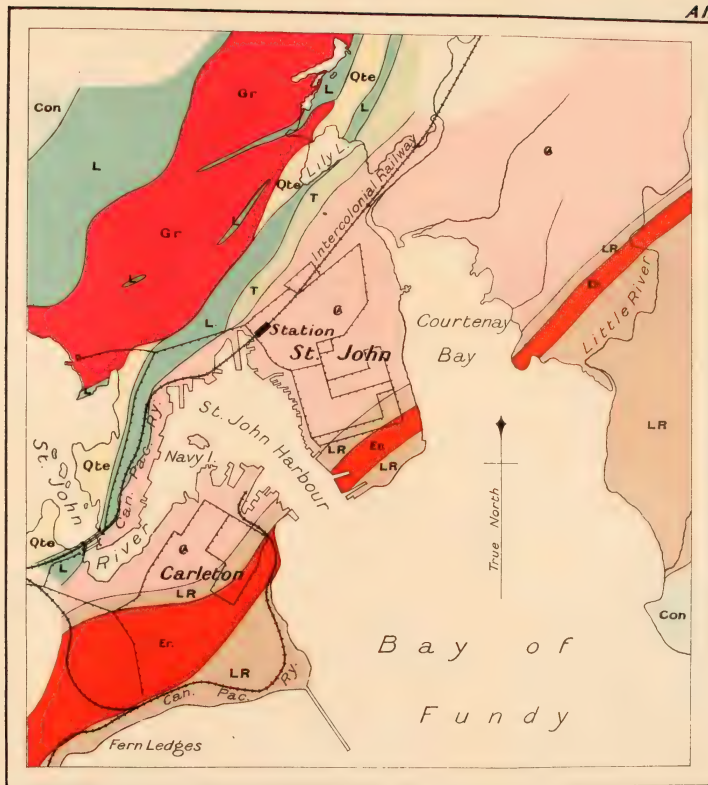 Con
L
Gr
L
Qte
L
Lily L.
Qte
T
Intercolonial Railway
Gr
L
L
LR
T
Little River
L
Station
St. John
Courtenay
Bay
St. John Harbour
LR
LR
LR
Can. Pac. Ry.
Navy I.
Qte
St. John
River
True North
Qte
L
Carleton
LR
Con
Er.
LR
Can. Pac. Ry.
Bay of
Fundy
Fern Ledges